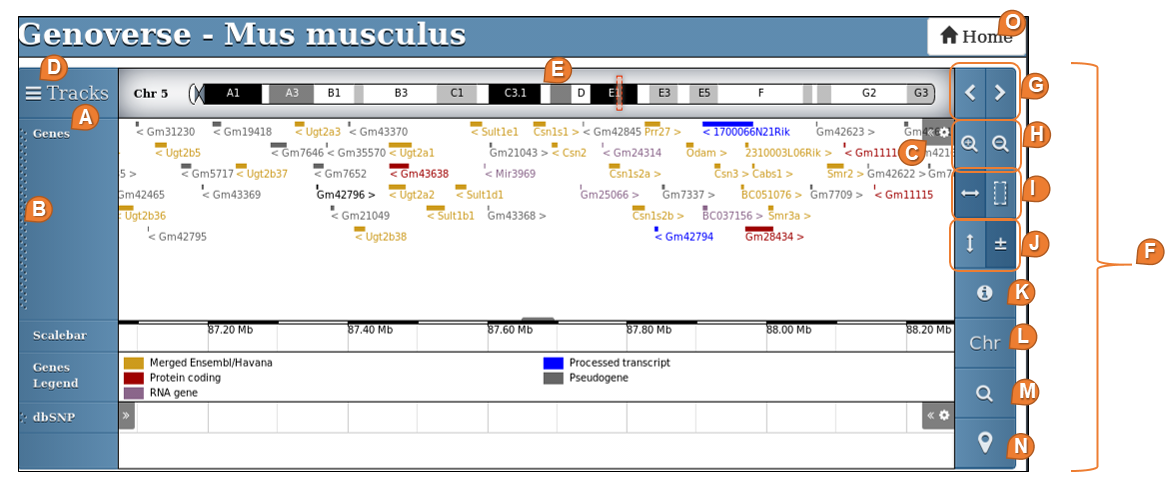 Genoverse - Mus musculus
Home
O
D
Tracks
A
Chr 5
E
A1 A3 B1 B3 C1 C3.1 D E1 E3 E5 F G2 G3
G
Genes
B
C
< Gm31230 < Gm19418 < Ugt2a3 < Gm43370 < Sult1e1 Csn1s1 > < Gm42845 Prr27 > < 1700066N21Rik Gm42623 >
H
< Ugt2b5 < Gm7646 < Gm35570 < Ugt2a1 Gm21043 > < Csn2 < Gm24314 Odam > 2310003L06Rik >
5 > < Gm5717 < Ugt2b37 < Gm7652 < Gm43638 < Mir3969 Csn1s2a > Csn3 > Cabs1 > Smr2 > Gm42622 >
I
Gm42465 < Gm43369 Gm42796 > < Ugt2a2 < Sult1d1 Gm25066 > Gm7337 > BC051076 > Gm7709 > < Gm11115
Ugt2b36 < Gm21049 < Sult1b1 Gm43368 > Csn1s2b > BC037156 > Smr3a >
< Gm42795 < Ugt2b38 < Gm42794 Gm28434 >
J
F
K
Scalebar
87.20 Mb 87.40 Mb 87.60 Mb 87.80 Mb 88.00 Mb 88.20 Mb
Chr
L
Genes
Legend
Merged Ensembl/Havana
Protein coding
RNA gene
Processed transcript
Pseudogene
M
dbSNP
N